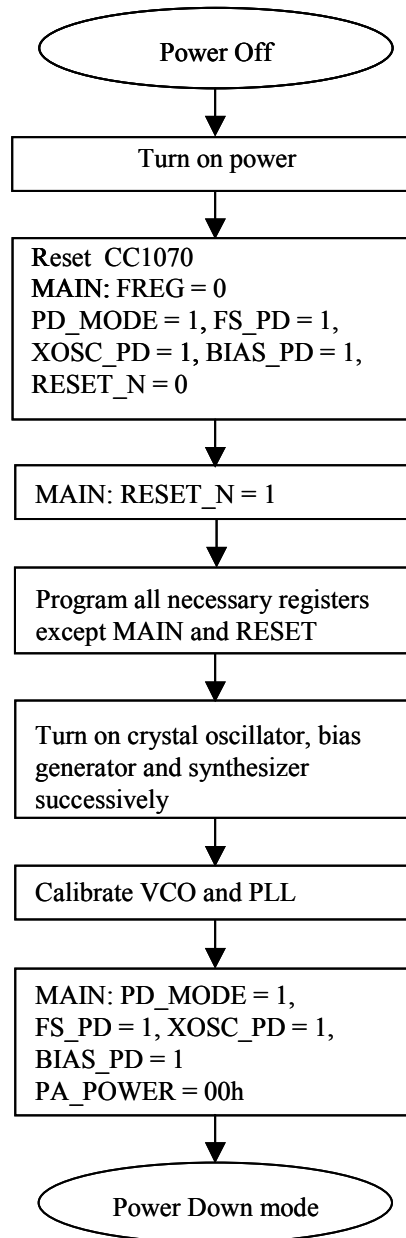 Power Off
Turn on power
Reset CC1070
MAIN: FREG = 0
PD_MODE = 1, FS_PD = 1,
XOSC_PD = 1, BIAS_PD = 1,
RESET_N = 0
MAIN: RESET_N = 1
Program all necessary registers
except MAIN and RESET
Turn on crystal oscillator, bias
generator and synthesizer
successively
Calibrate VCO and PLL
MAIN: PD_MODE = 1,
FS_PD = 1, XOSC_PD = 1,
BIAS_PD = 1
PA_POWER = 00h
Power Down mode